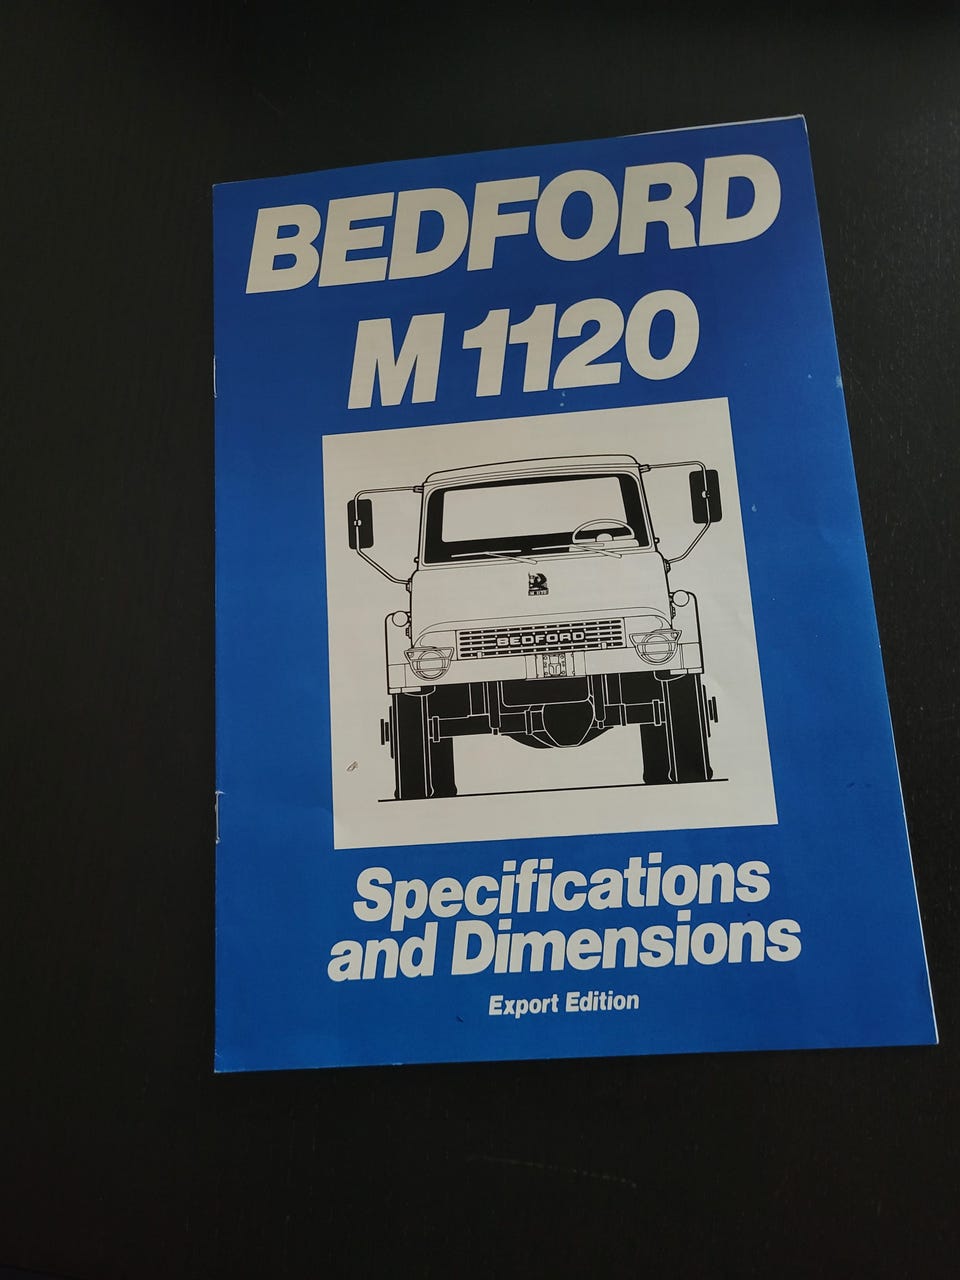 BEDFORD
M 1120
BEDFORD
Specifications
and Dimensions
Export Edition